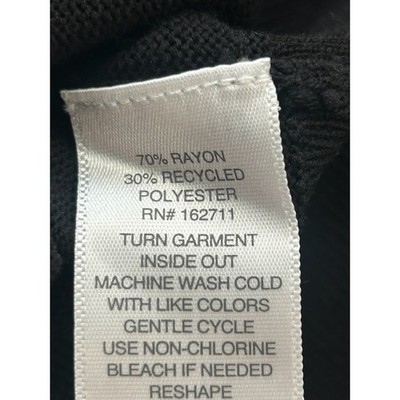 70% RAYON
30% RECYCLED
POLYESTER
RN# 162711
TURN GARMENT
INSIDE OUT
MACHINE WASH COLD
WITH LIKE COLORS
GENTLE CYCLE
USE NON-CHLORINE
BLEACH IF NEEDED
RESHAPE